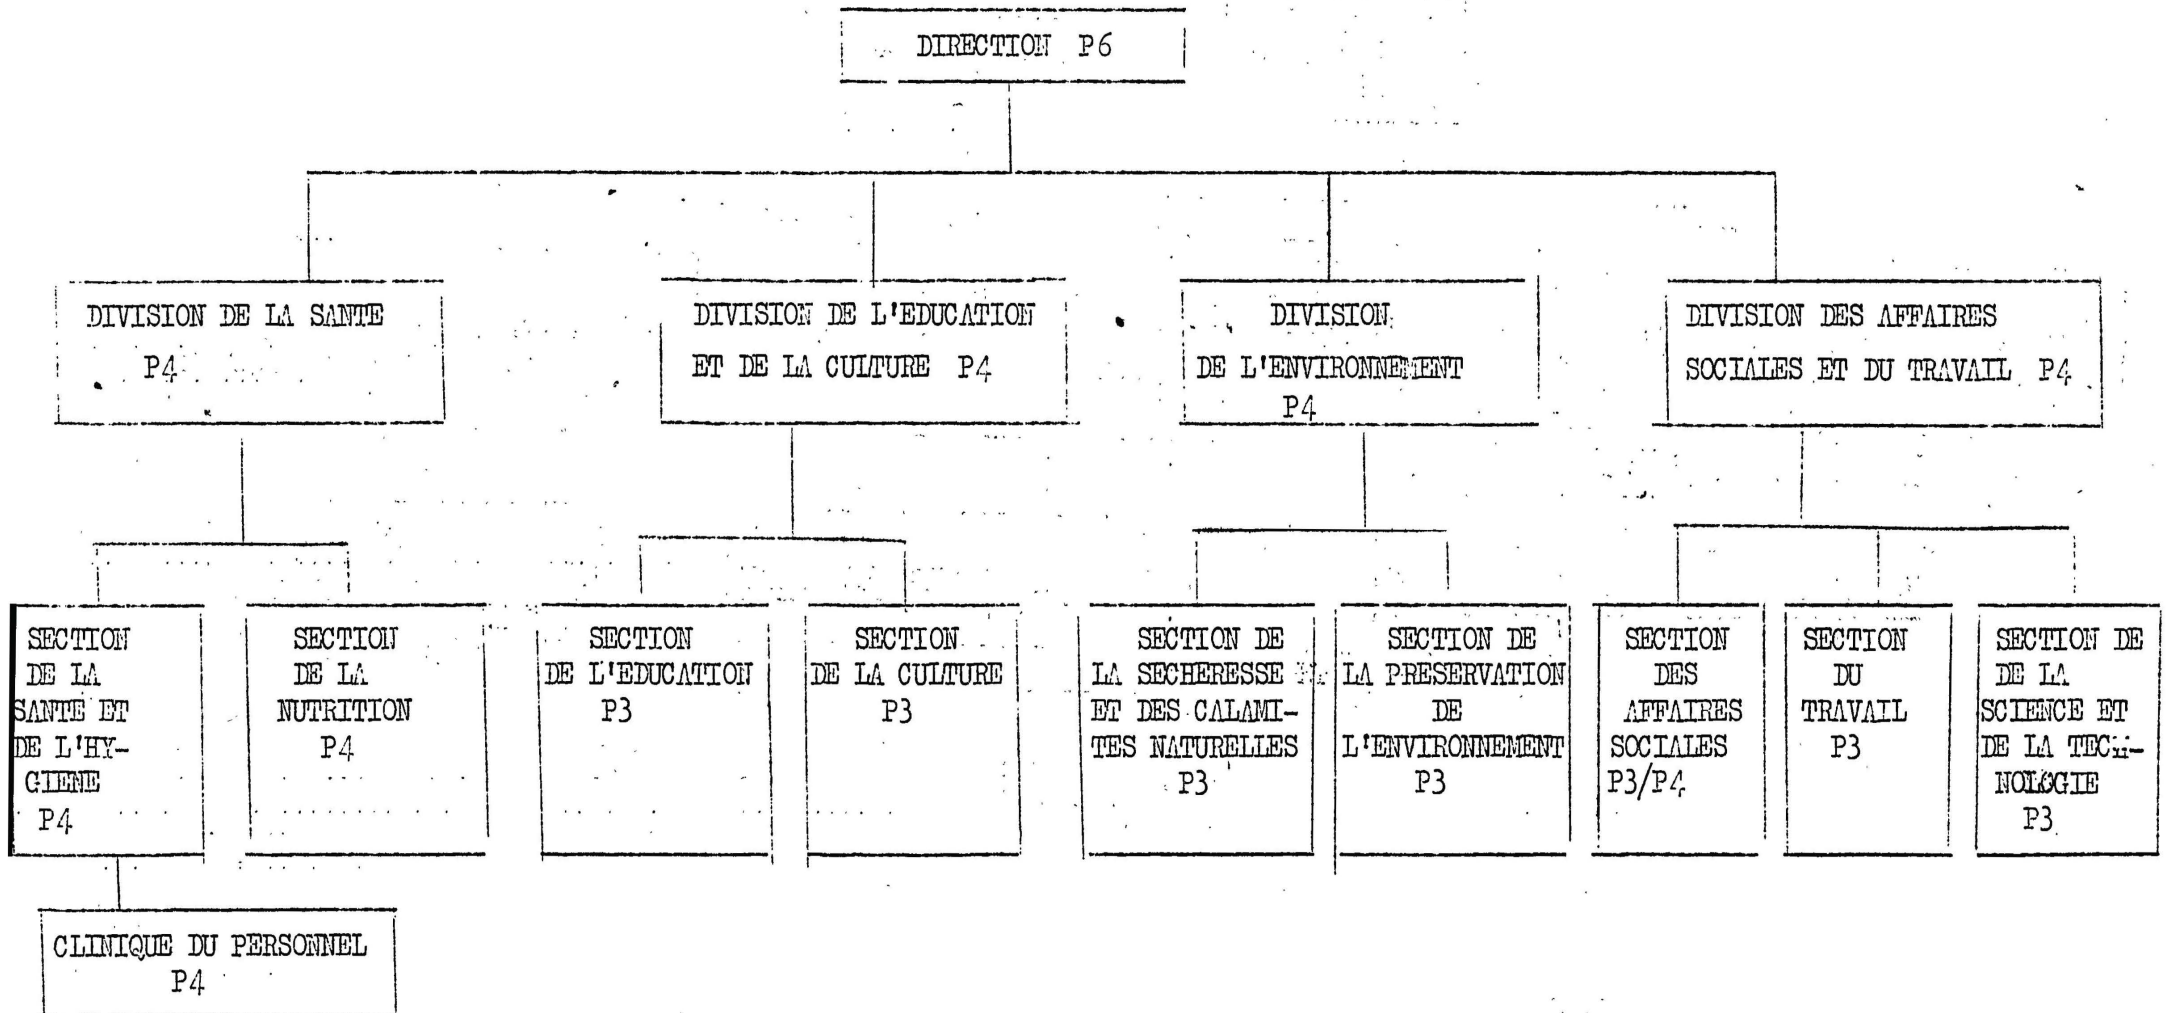 DIRECTION P6
DIVISION DE LA SANTE
P4
DIVISION DE L'EDUCATION
ET DE LA CULTURE P4
DIVISION
DE L'ENVIRONNEMENT
P4
DIVISION DES AFFAIRES
SOCIALES ET DU TRAVAIL P4
SECTION
DE LA
SANTE ET
DE L'HY-
GIENE
P4
SECTION
DE LA
NUTRITION
P4
SECTION
DE L'EDUCATION
P3
SECTION
DE LA CULTURE
P3
SECTION DE
LA SECHERESSE
ET DES CALAMI-
TES NATURELLES
P3
SECTION DE
LA PRESERVATION
DE
L'ENVIRONNEMENT
P3
SECTION
DES
AFFAIRES
SOCIALES
P3/P4
SECTION
DU
TRAVAIL
P3
SECTION DE
DE LA
SCIENCE ET
DE LA TECH-
NOLOGIE
P3
CLINIQUE DU PERSONNEL
P4